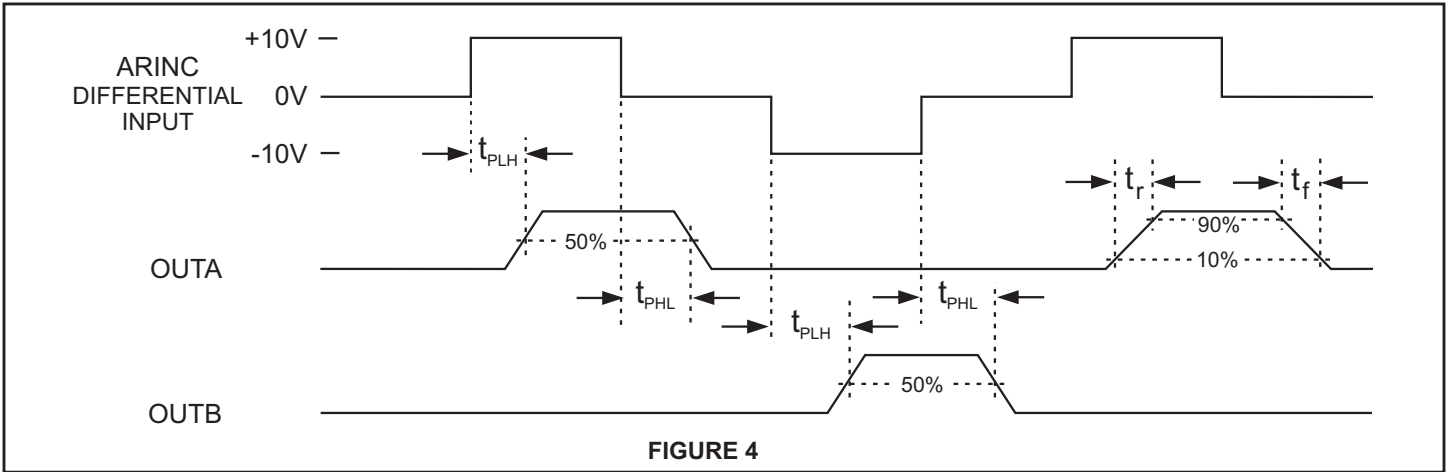 +10V
ARINC
DIFFERENTIAL
INPUT
0V
-10V
tPLH
tr
tf
90%
50%
10%
OUTA
tPHL
tPLH
tPHL
50%
OUTB
FIGURE 4